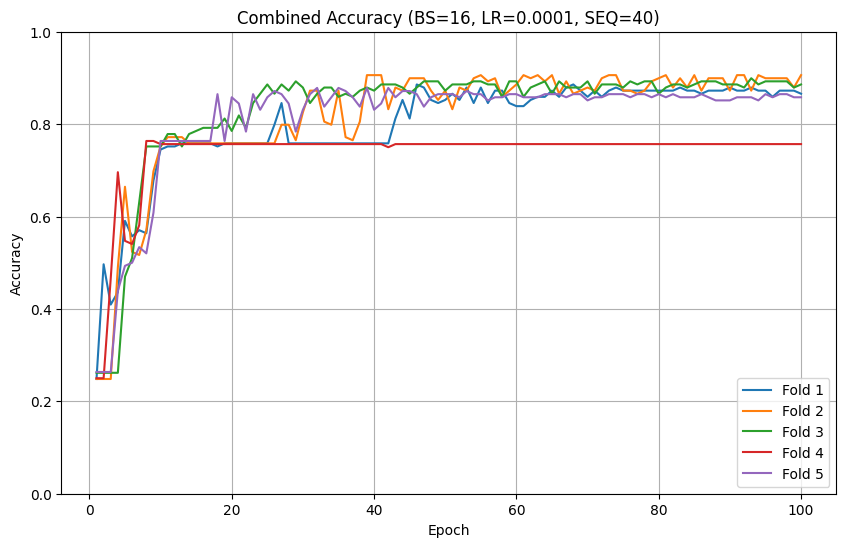 Combined Accuracy (BS=16, LR=0.0001, SEQ=40)
1.0
0.8
0.6
0.4
0.2
0.0
Accuracy
0 20 40 60 80 100
Epoch
Fold 1
Fold 2
Fold 3
Fold 4
Fold 5